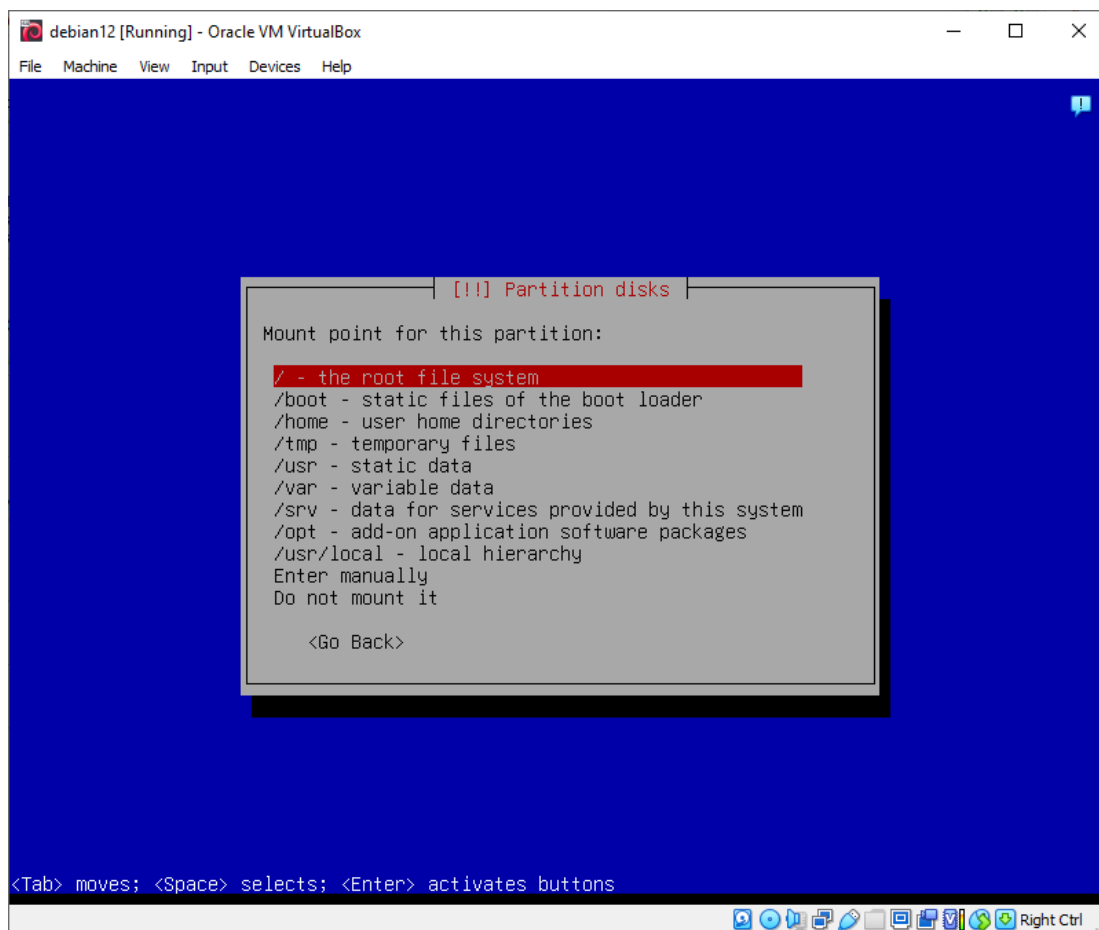 debian12 [Running] - Oracle VM VirtualBox
File Machine View Input Devices Help
[!!] Partition disks
Mount point for this partition:
/ - the root file system
/boot - static files of the boot loader
/home - user home directories
/tmp - temporary files
/usr - static data
/var - variable data
/srv - data for services provided by this system
/opt - add-on application software packages
/usr/local - local hierarchy
Enter manually
Do not mount it
<Go Back>
<Tab> moves; <Space> selects; <Enter> activates buttons
Right Ctrl